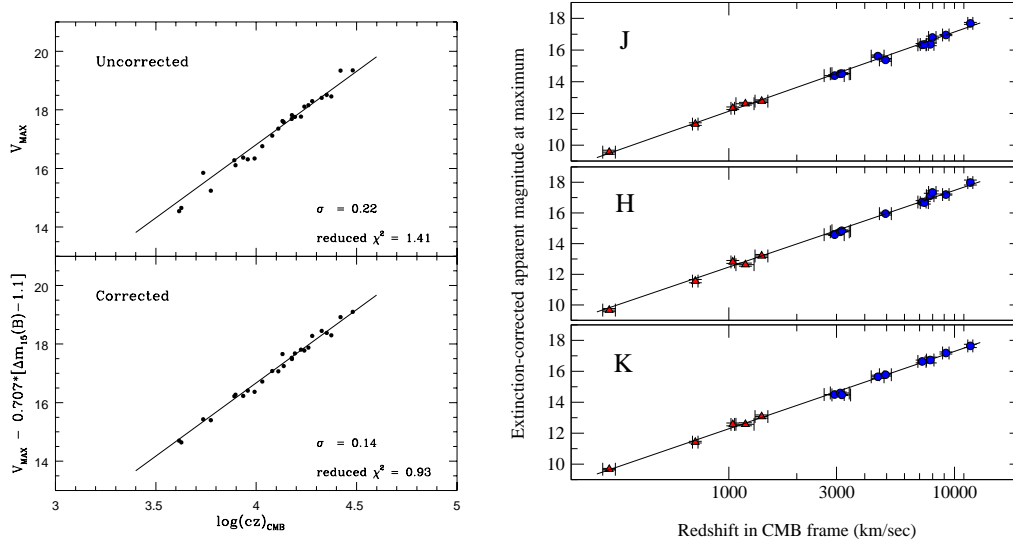 20
18
16
14
V_MAX
Uncorrected
σ = 0.22
reduced χ² = 1.41
20
18
16
14
V_MAX − 0.707*[Δm_15(B)−1.1]
Corrected
σ = 0.14
reduced χ² = 0.93
3 3.5 4 4.5 5
log(cz)_CMB
Extinction-corrected apparent magnitude at maximum
18
16
14
12
10
J
18
16
14
12
10
H
18
16
14
12
10
K
1000 3000 10000
Redshift in CMB frame (km/sec)